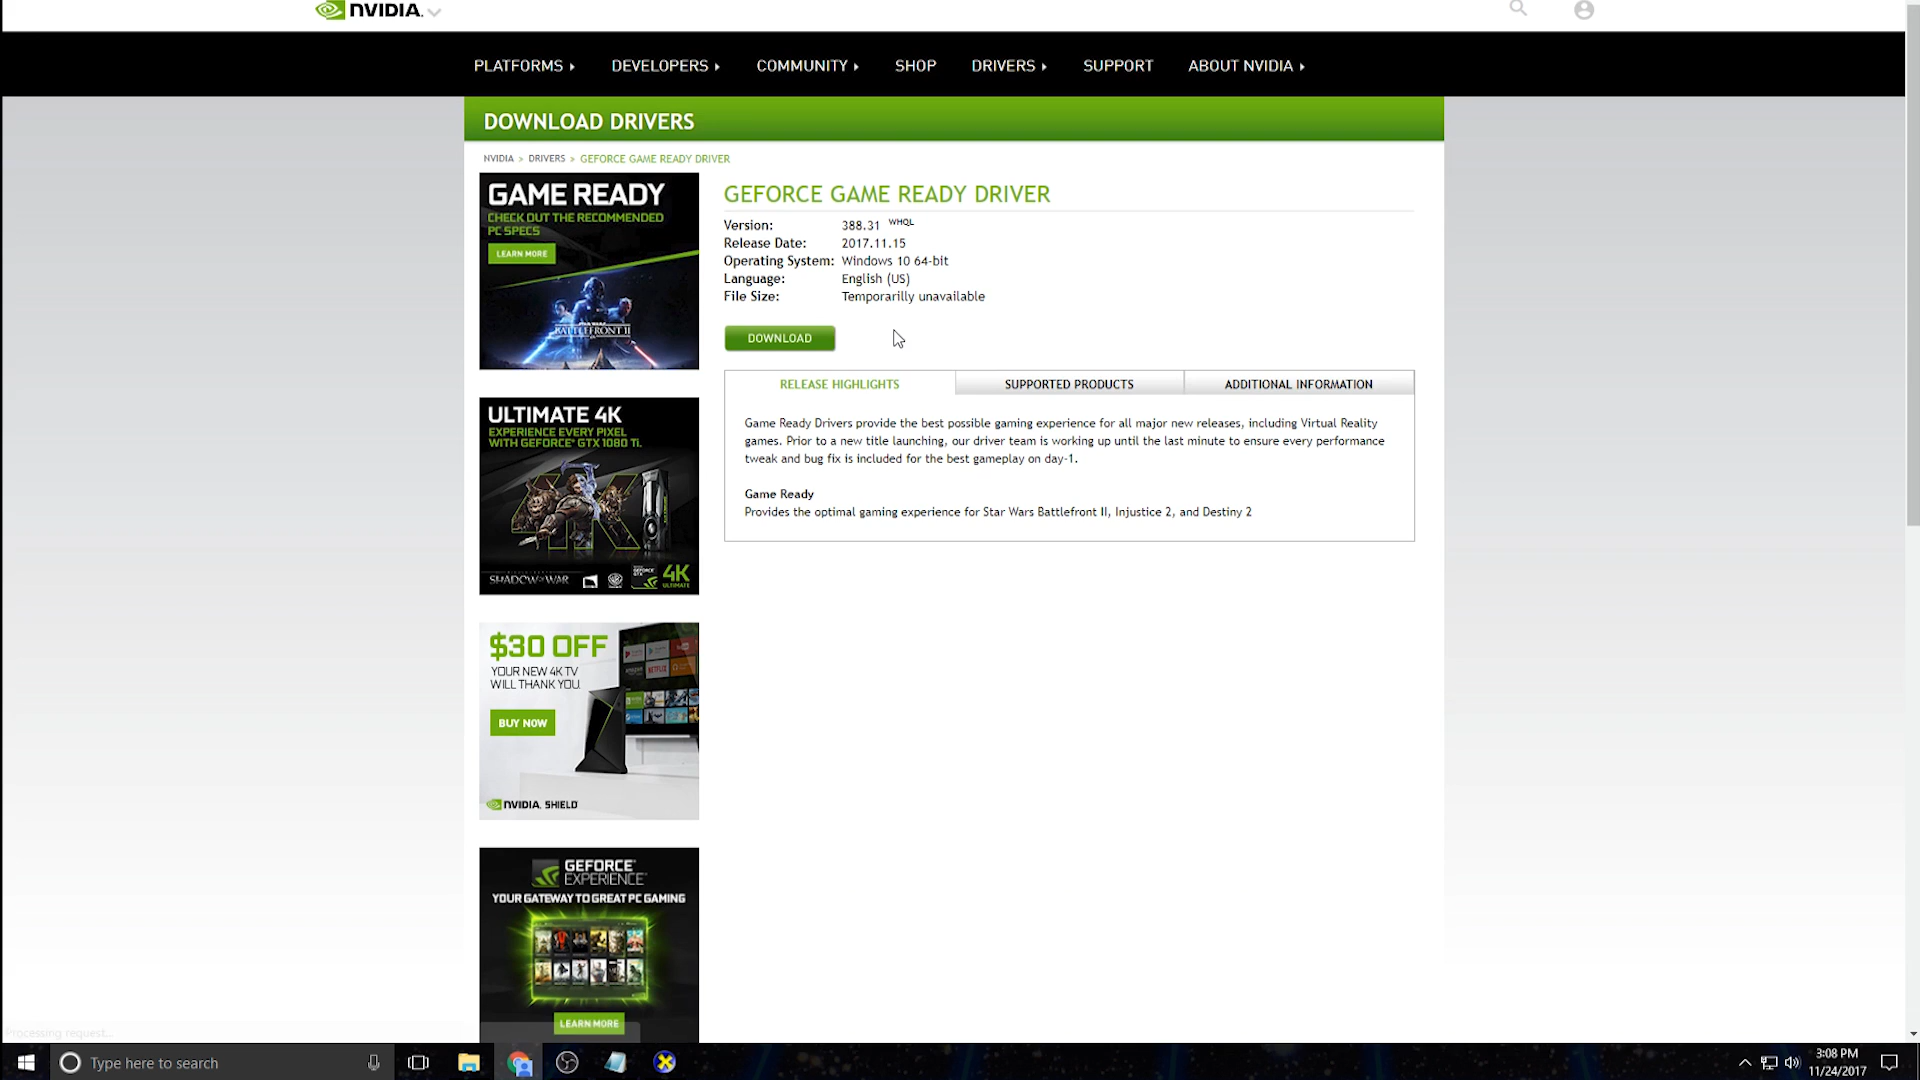 NVIDIA.
PLATFORMS
DEVELOPERS
COMMUNITY
SHOP
DRIVERS
SUPPORT
ABOUT NVIDIA
DOWNLOAD DRIVERS
NVIDIA > DRIVERS > GEFORCE GAME READY DRIVER
GAME READY
CHECK OUT THE RECOMMENDED
PC SPECS
LEARN MORE
STAR WARS
BATTLEFRONT II
ULTIMATE 4K
EXPERIENCE EVERY PIXEL
WITH GEFORCE® GTX 1080 Ti.
4K
SHADOW OF WAR
GEFORCE
GTX
4K
ULTIMATE
$30 OFF
YOUR NEW 4K TV
WILL THANK YOU.
BUY NOW
NETFLIX
NVIDIA. SHIELD
GEFORCE®
EXPERIENCE™
YOUR GATEWAY TO GREAT PC GAMING
LEARN MORE
GEFORCE GAME READY DRIVER
Version: 388.31 WHQL
Release Date: 2017.11.15
Operating System: Windows 10 64-bit
Language: English (US)
File Size: Temporarilly unavailable
DOWNLOAD
RELEASE HIGHLIGHTS
SUPPORTED PRODUCTS
ADDITIONAL INFORMATION
Game Ready Drivers provide the best possible gaming experience for all major new releases, including Virtual Reality
games. Prior to a new title launching, our driver team is working up until the last minute to ensure every performance
tweak and bug fix is included for the best gameplay on day-1.
Game Ready
Provides the optimal gaming experience for Star Wars Battlefront II, Injustice 2, and Destiny 2
Processing request...
Type here to search
3:08 PM
11/24/2017